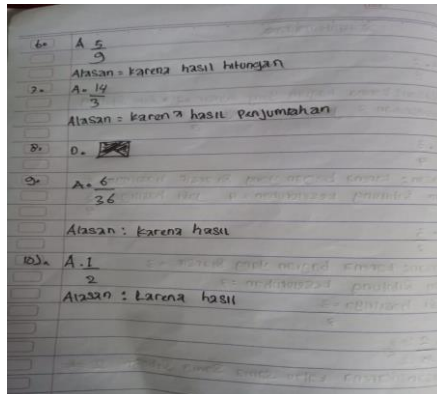 6. A. 5/9
Alasan = karena hasil hitungan
7. A. 14/3
Alasan = karena hasil Penjumlahan
8. D.
9. A. 6/36
Alasan : karena hasil
10). A. 1/2
Alasan : karena hasil